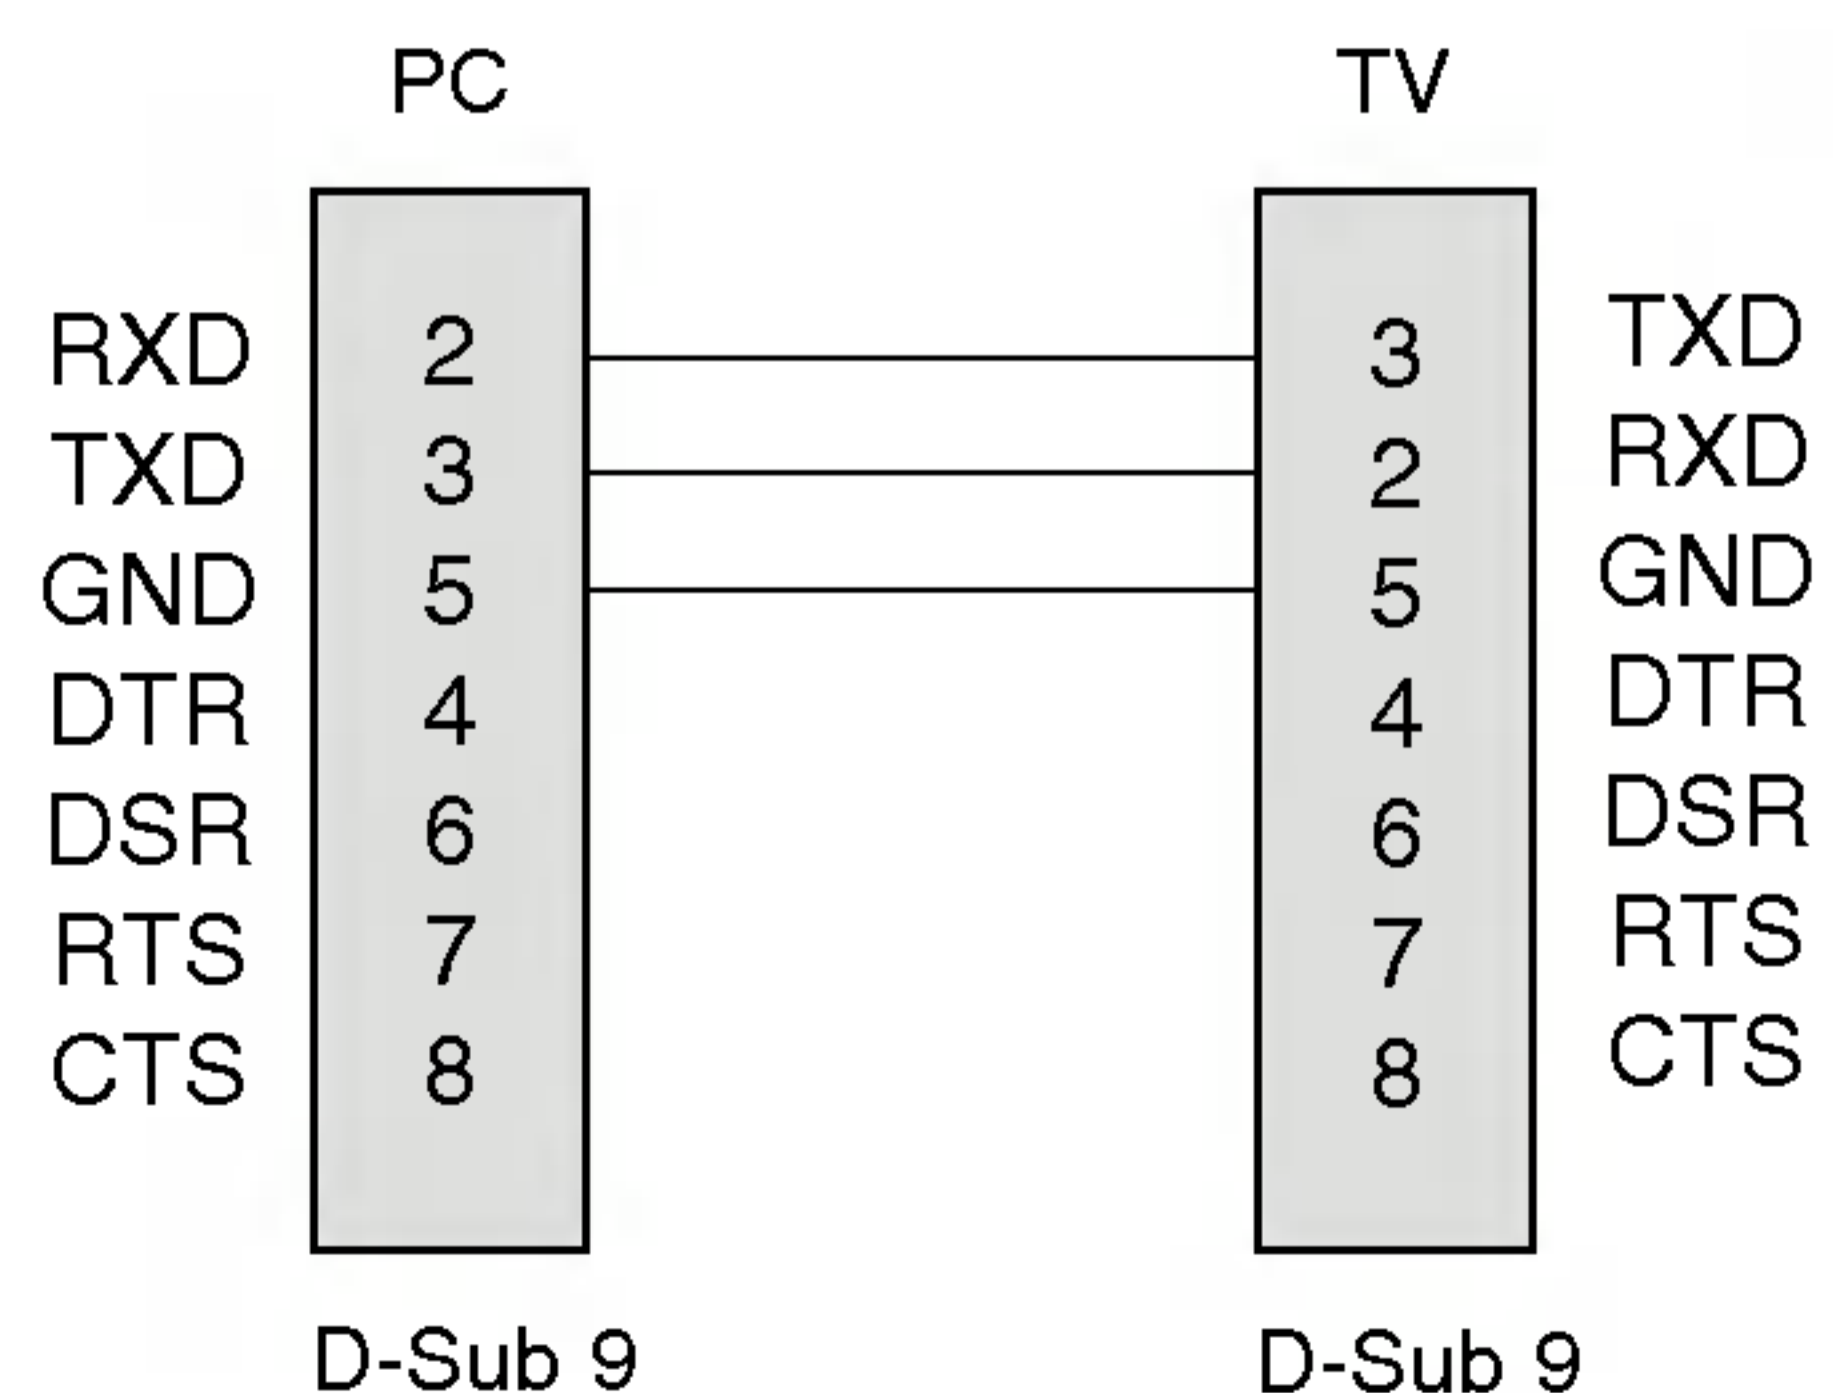 PC TV
RXD 2 3 TXD
TXD 3 2 RXD
GND 5 5 GND
DTR 4 4 DTR
DSR 6 6 DSR
RTS 7 7 RTS
CTS 8 8 CTS
D-Sub 9 D-Sub 9